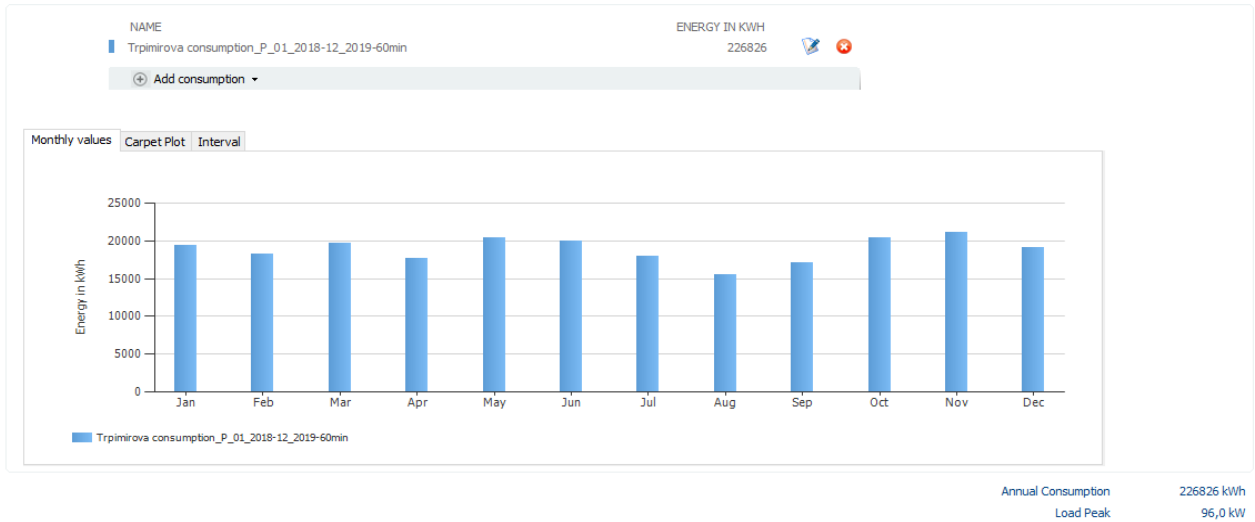 NAME ENERGY IN KWH
Trpimirova consumption_P_01_2018-12_2019-60min 226826
Add consumption
Monthly values Carpet Plot Interval
25000
20000
15000
10000
5000
0
Energy in kWh
Jan Feb Mar Apr May Jun Jul Aug Sep Oct Nov Dec
Trpimirova consumption_P_01_2018-12_2019-60min
Annual Consumption 226826 kWh
Load Peak 96,0 kW